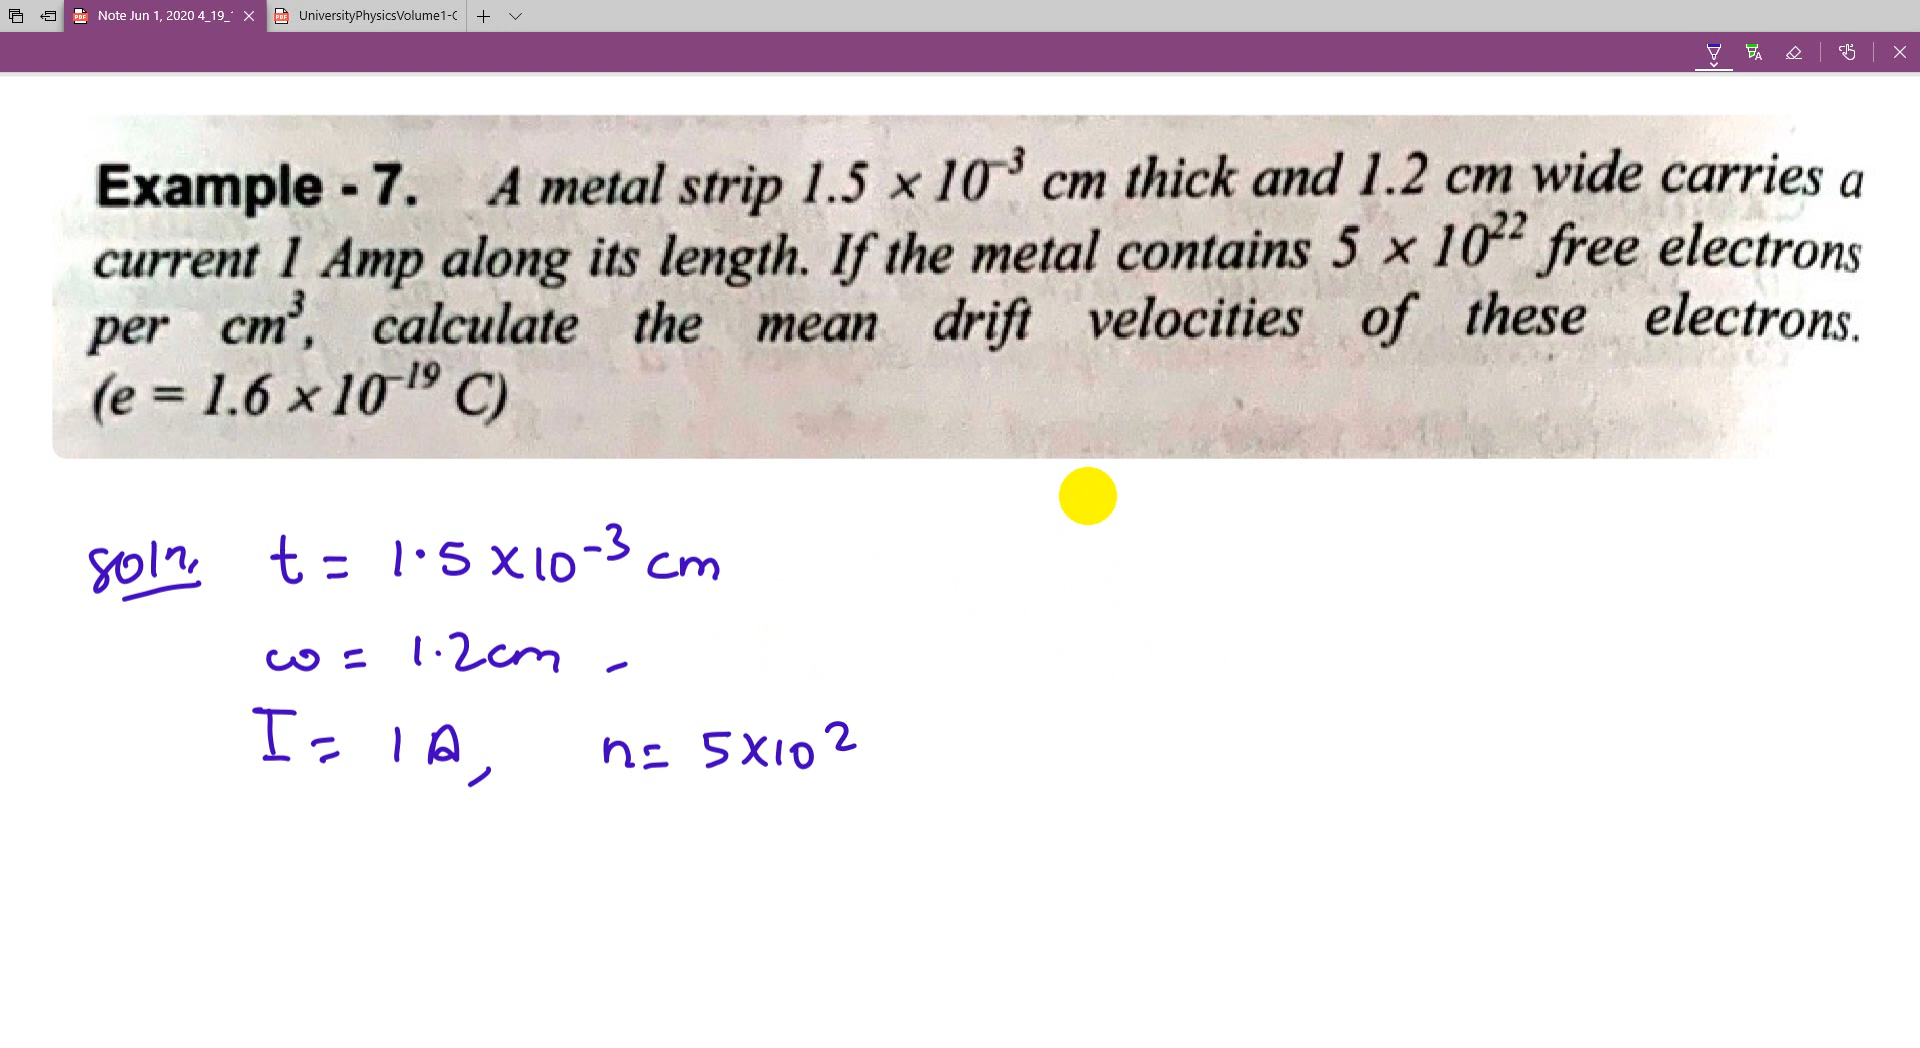 Note Jun 1, 2020 4_19_
UniversityPhysicsVolume1-
Example - 7. A metal strip 1.5 × 10⁻³ cm thick and 1.2 cm wide carries a
current 1 Amp along its length. If the metal contains 5 × 10²² free electrons
per cm³, calculate the mean drift velocities of these electrons.
(e = 1.6 × 10⁻¹⁹ C)
soln. t = 1.5 × 10⁻³ cm
w = 1.2 cm -
I = 1 A, n = 5 × 10²